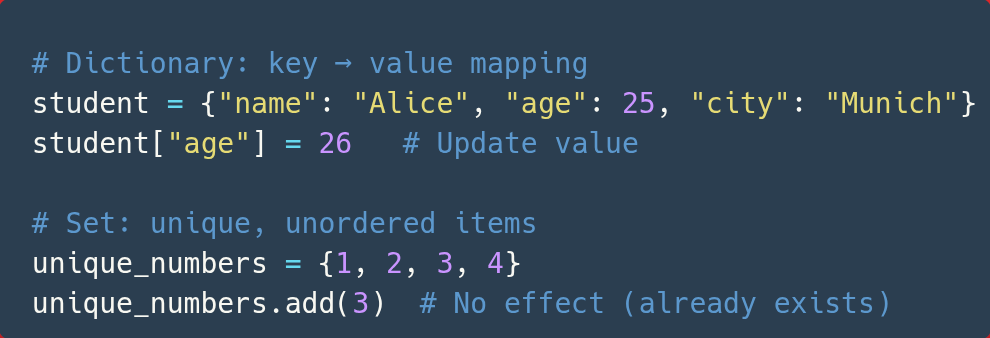 # Dictionary: key → value mapping
student = {"name": "Alice", "age": 25, "city": "Munich"}
student["age"] = 26   # Update value
# Set: unique, unordered items
unique_numbers = {1, 2, 3, 4}
unique_numbers.add(3)  # No effect (already exists)